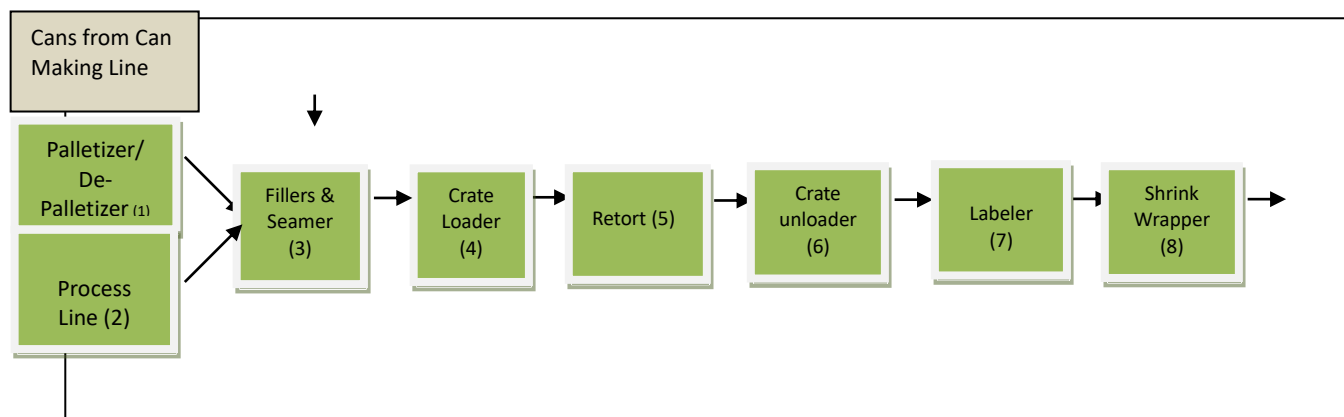 Cans from Can
Making Line
Palletizer/
De-
Palletizer (1)
Process
Line (2)
Fillers &
Seamer
(3)
Crate
Loader
(4)
Retort (5)
Crate
unloader
(6)
Labeler
(7)
Shrink
Wrapper
(8)